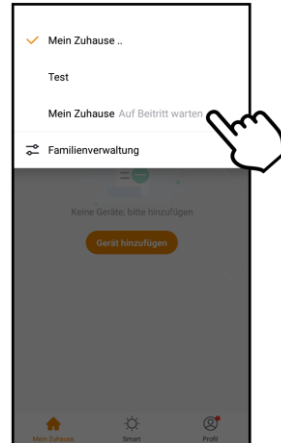 Mein Zuhause ..
Test
Mein Zuhause Auf Beitritt warten
Familienverwaltung
Keine Geräte, bitte hinzufügen
Gerät hinzufügen
Mein Zuhause Smart Profil